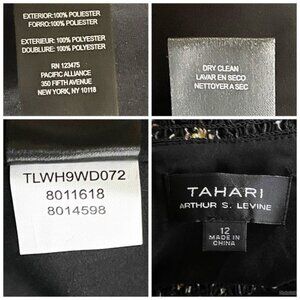 EXTERIOR:100% POLYESTER
FORRO:100% POLYESTER
EXTERIEUR:100% POLYESTER
DOUBLURE: 100% POLYESTER
RN 123475
PACIFIC ALLIANCE
350 FIFTH AVENUE
NEW YORK, NY 10118
DRY CLEAN
LAVAR EN SECO
NETTOYER A SEC
TLWH9WD072
8011618
8014598
TAHARI
ARTHUR S. LEVINE
12
MADE IN
CHINA